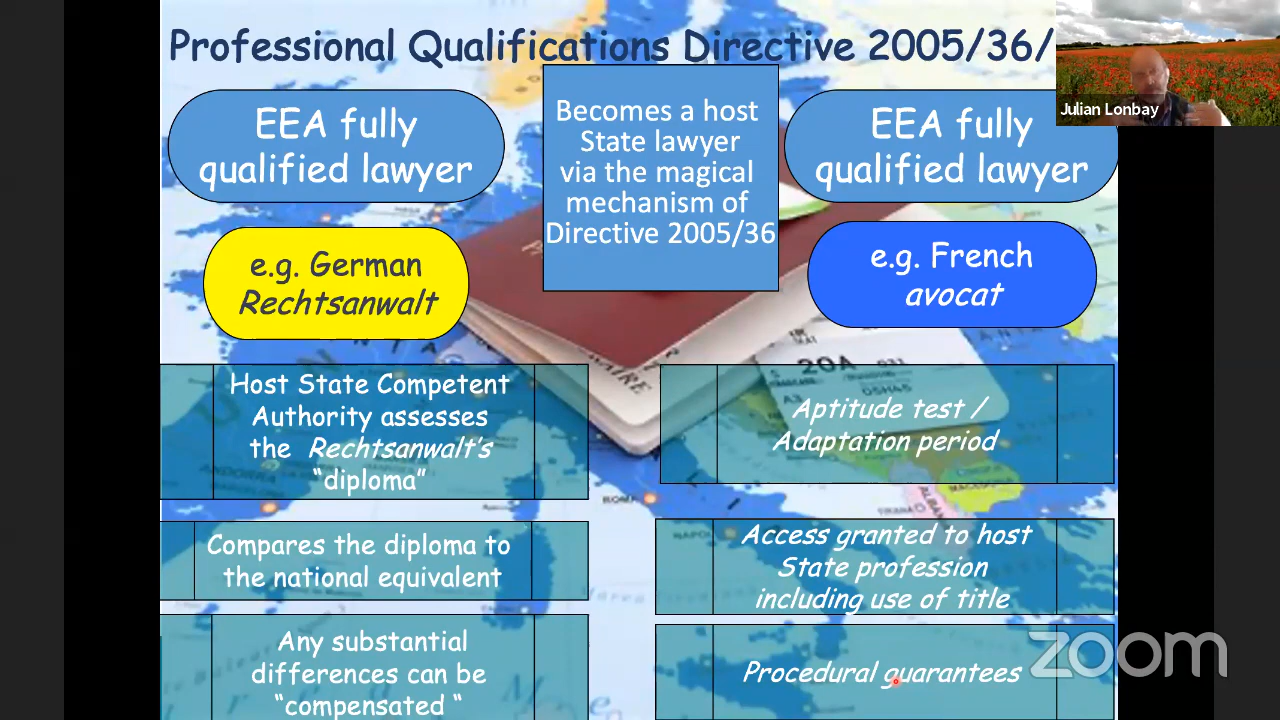 Professional Qualifications Directive 2005/36/
Julian Lonbay
EEA fully
qualified lawyer
Becomes a host
State lawyer
via the magical
mechanism of
Directive 2005/36
EEA fully
qualified lawyer
e.g. German
Rechtsanwalt
e.g. French
avocat
20A
Host State Competent
Authority assesses
the Rechtsanwalt's
"diploma"
Aptitude test /
Adaptation period
Compares the diploma to
the national equivalent
Access granted to host
State profession
including use of title
Any substantial
differences can be
"compensated "
Procedural guarantees
zoom